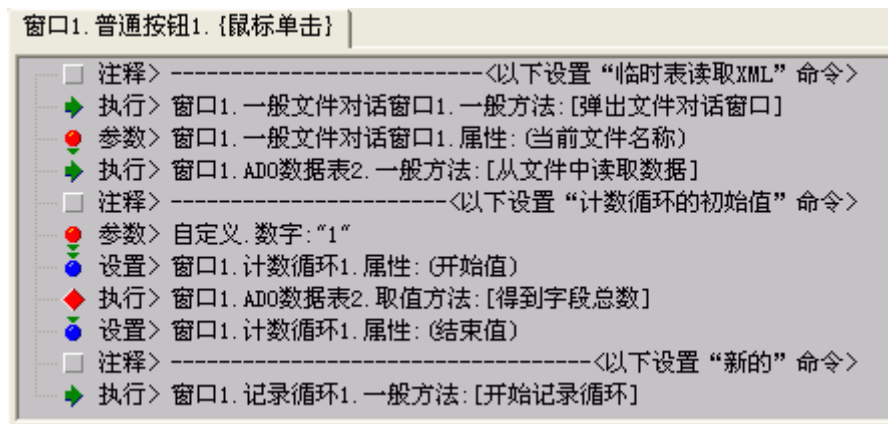 窗口1.普通按钮1.{鼠标单击}
注释> --------------------------<以下设置“临时表读取XML”命令>
执行> 窗口1.一般文件对话窗口1.一般方法:[弹出文件对话窗口]
参数> 窗口1.一般文件对话窗口1.属性:(当前文件名称)
执行> 窗口1.ADO数据表2.一般方法:[从文件中读取数据]
注释> -----------------------<以下设置“计数循环的初始值”命令>
参数> 自定义.数字:"1"
设置> 窗口1.计数循环1.属性:(开始值)
执行> 窗口1.ADO数据表2.取值方法:[得到字段总数]
设置> 窗口1.计数循环1.属性:(结束值)
注释> -----------------------------------<以下设置“新的”命令>
执行> 窗口1.记录循环1.一般方法:[开始记录循环]